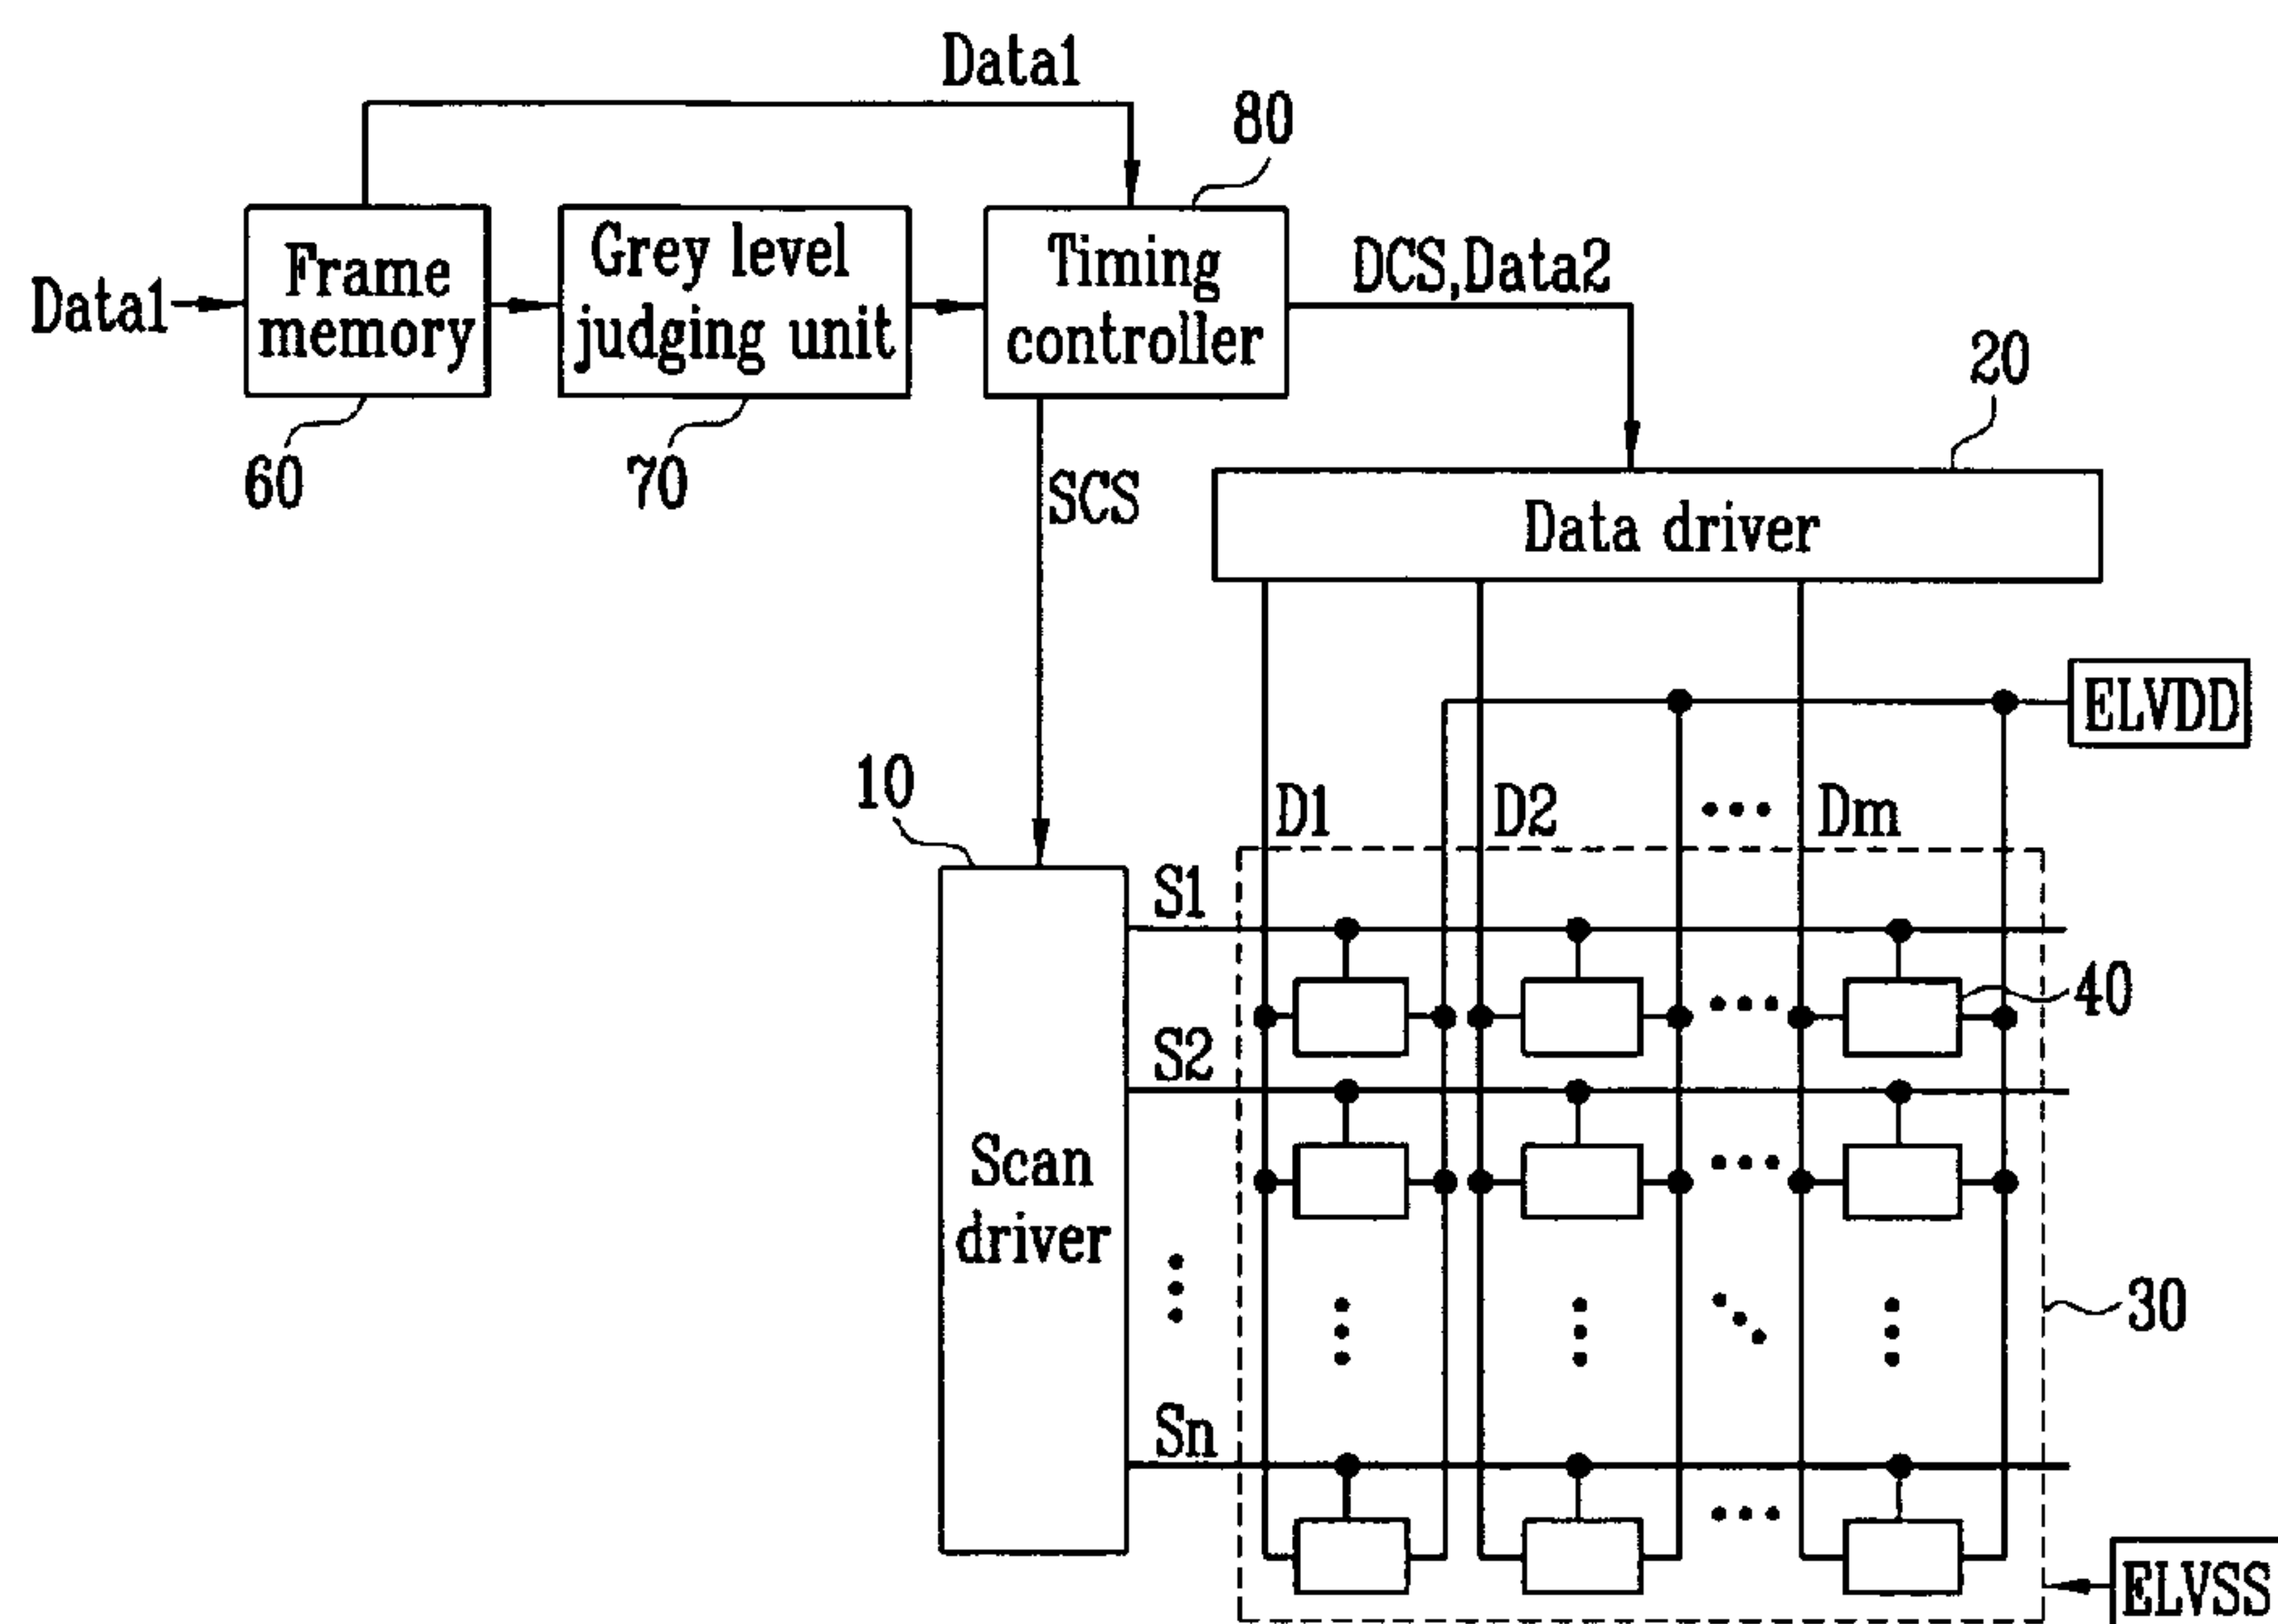 Data1
80
Data1
Frame
memory
Grey level
judging unit
Timing
controller
DCS,Data2
60
70
SCS
20
Data driver
ELVDD
10
D1
D2
Dm
S1
40
S2
Scan
driver
30
Sn
ELVSS